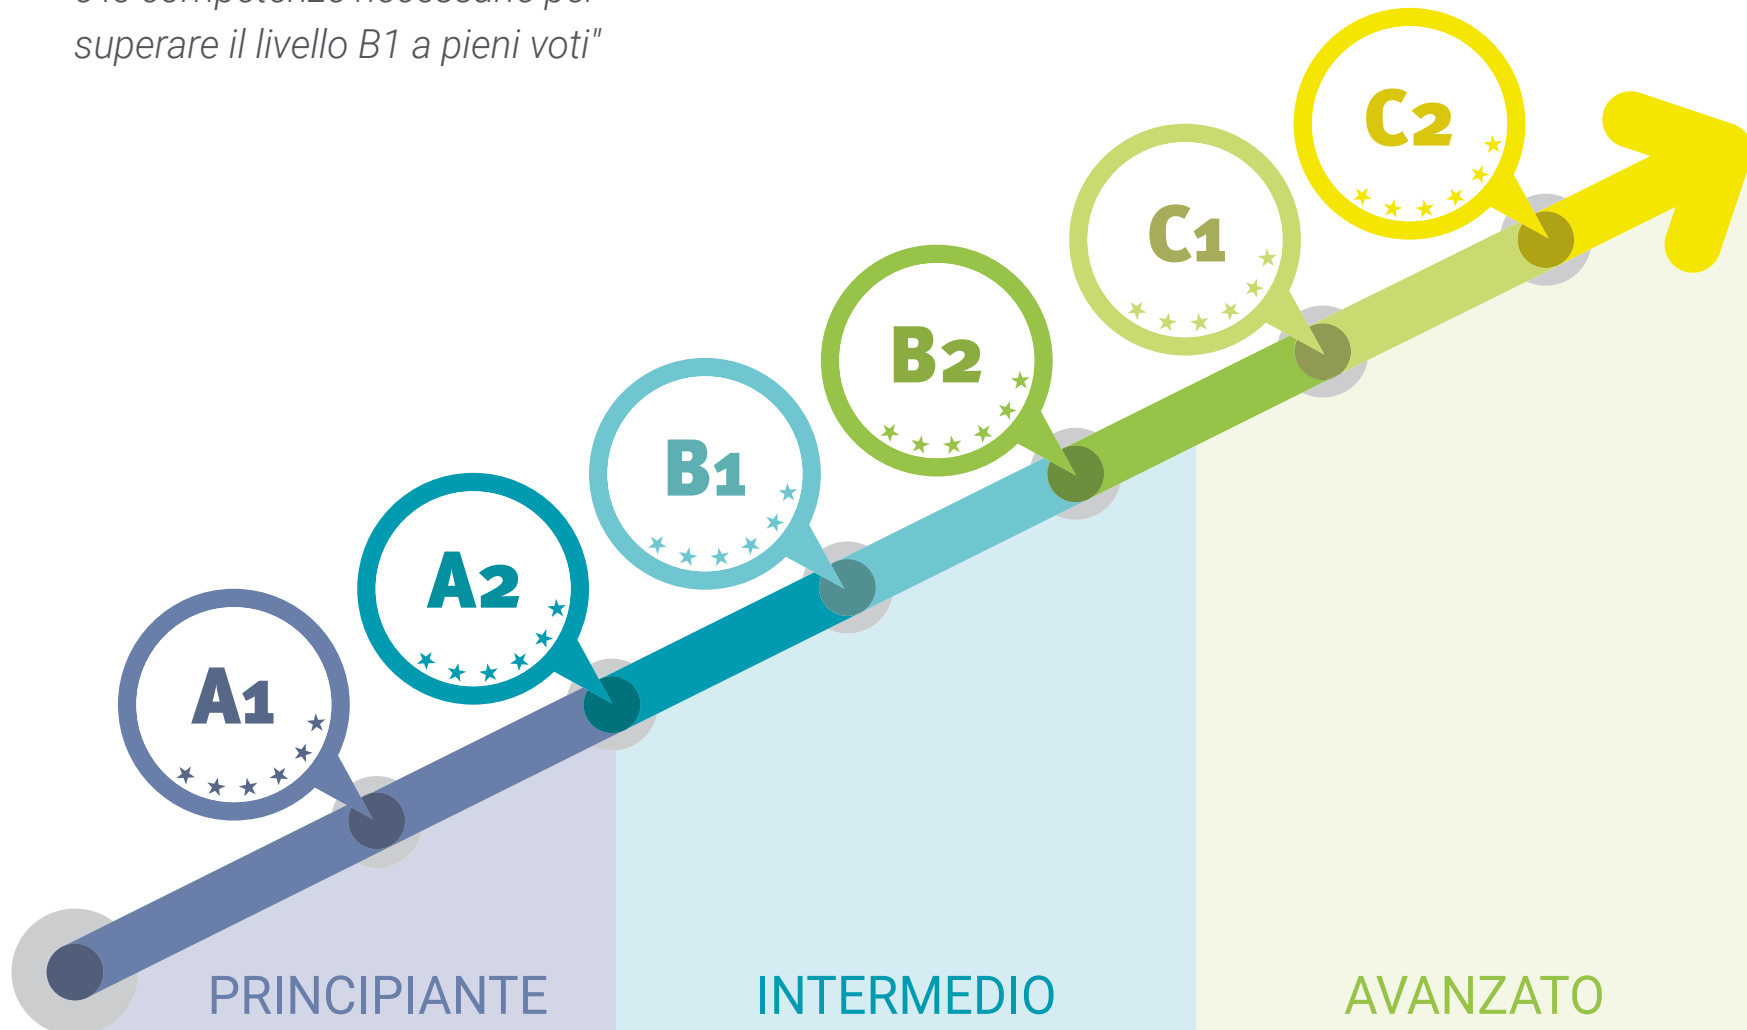 superare il livello B1 a pieni voti"
C2
C1
B2
B1
A2
A1
PRINCIPIANTE
INTERMEDIO
AVANZATO